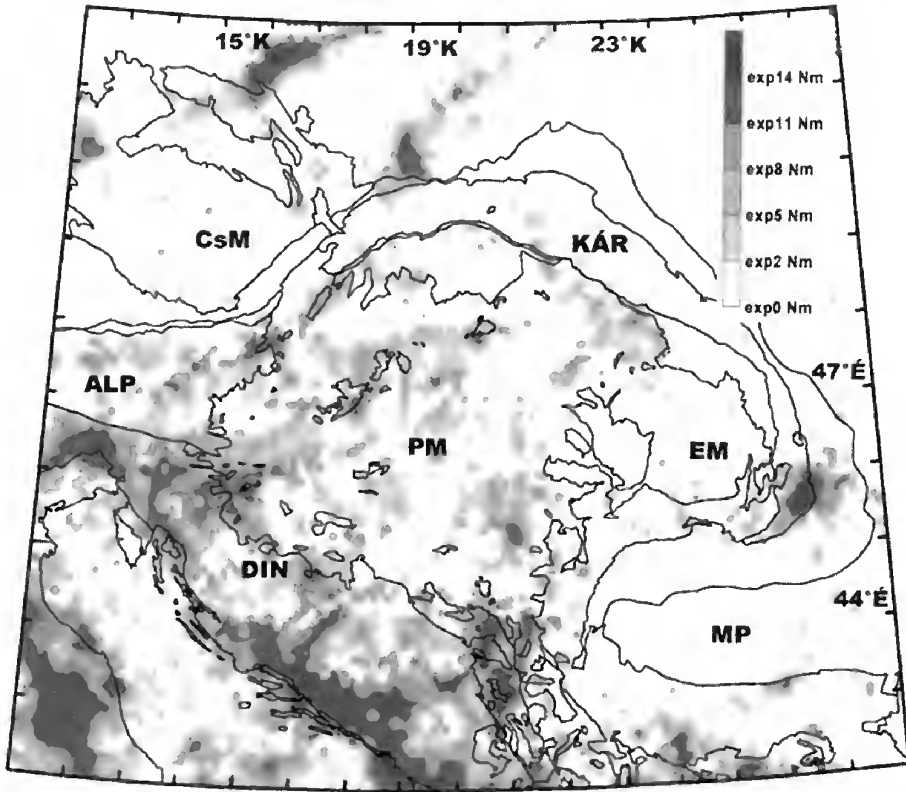 15°K
19°K
23°K
exp14 Nm
exp11 Nm
exp8 Nm
exp5 Nm
exp2 Nm
exp0 Nm
CsM
KÁR
ALP
47°É
PM
EM
DIN
44°É
MP